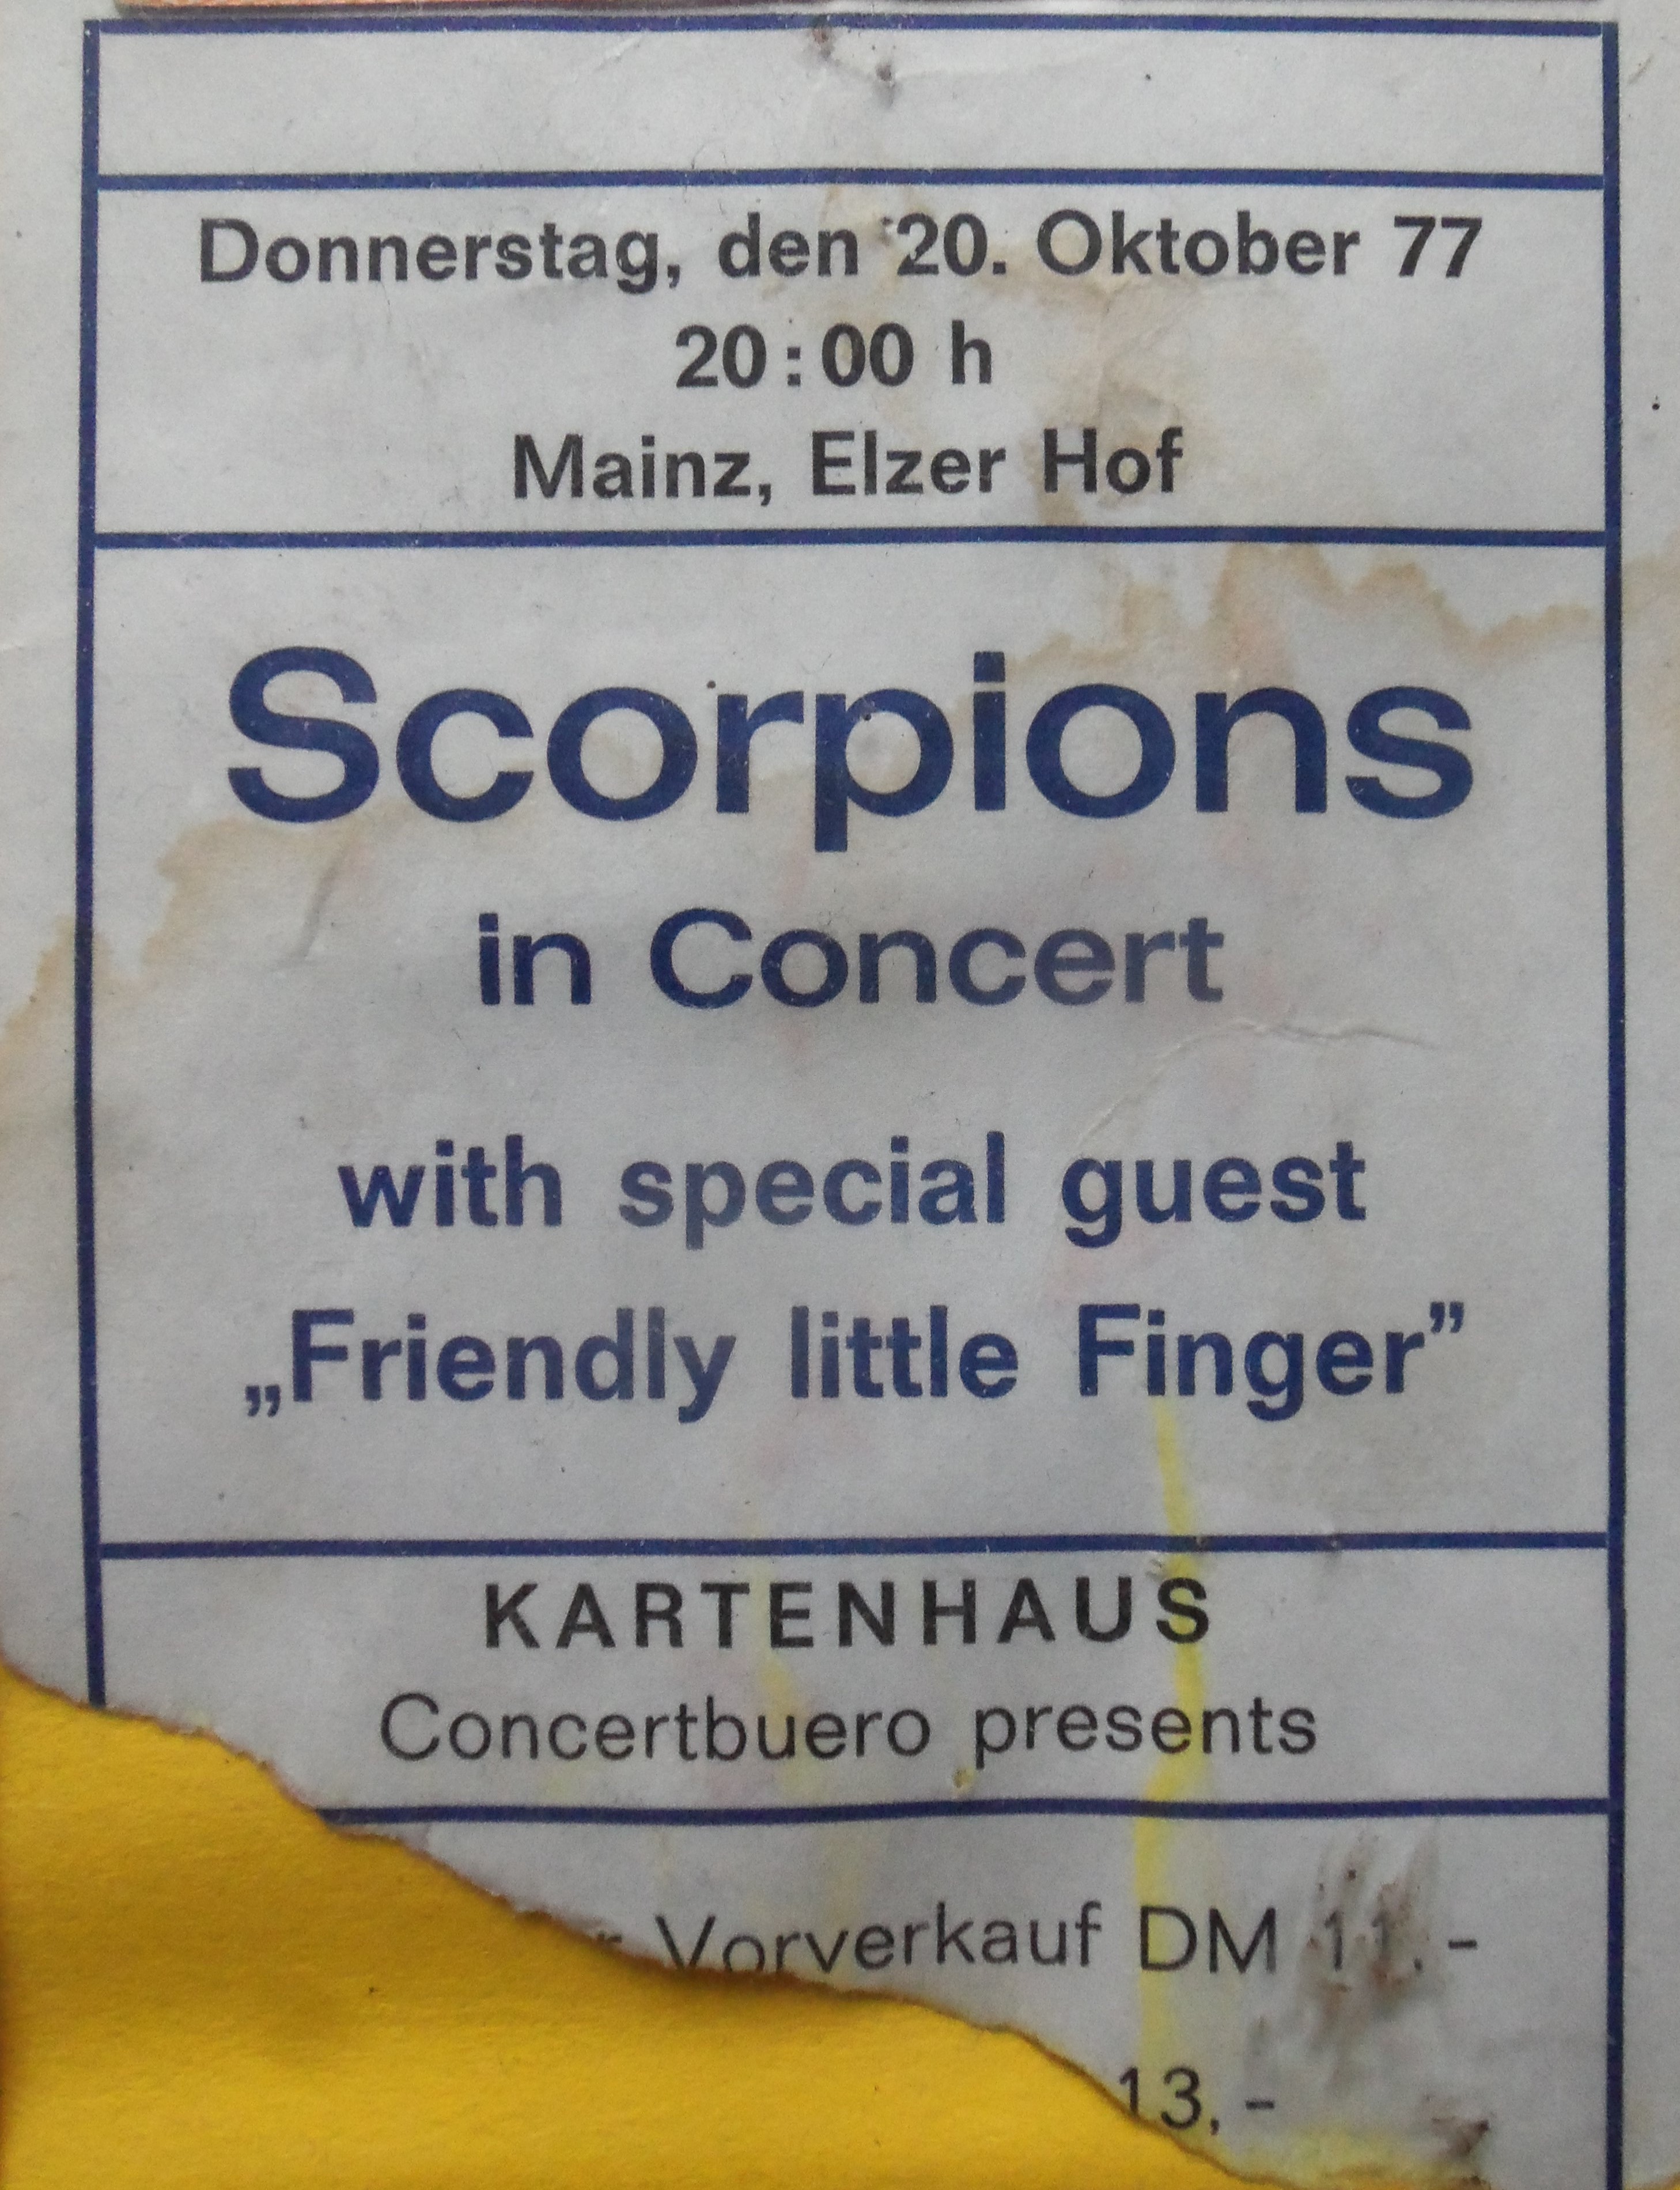 Donnerstag, den 20. Oktober 77
20:00 h
Mainz, Elzer Hof
Scorpions
in Concert
with special guest
„Friendly little Finger”
KARTENHAUS
Concertbuero presents
Vorverkauf DM 11.-
13,-